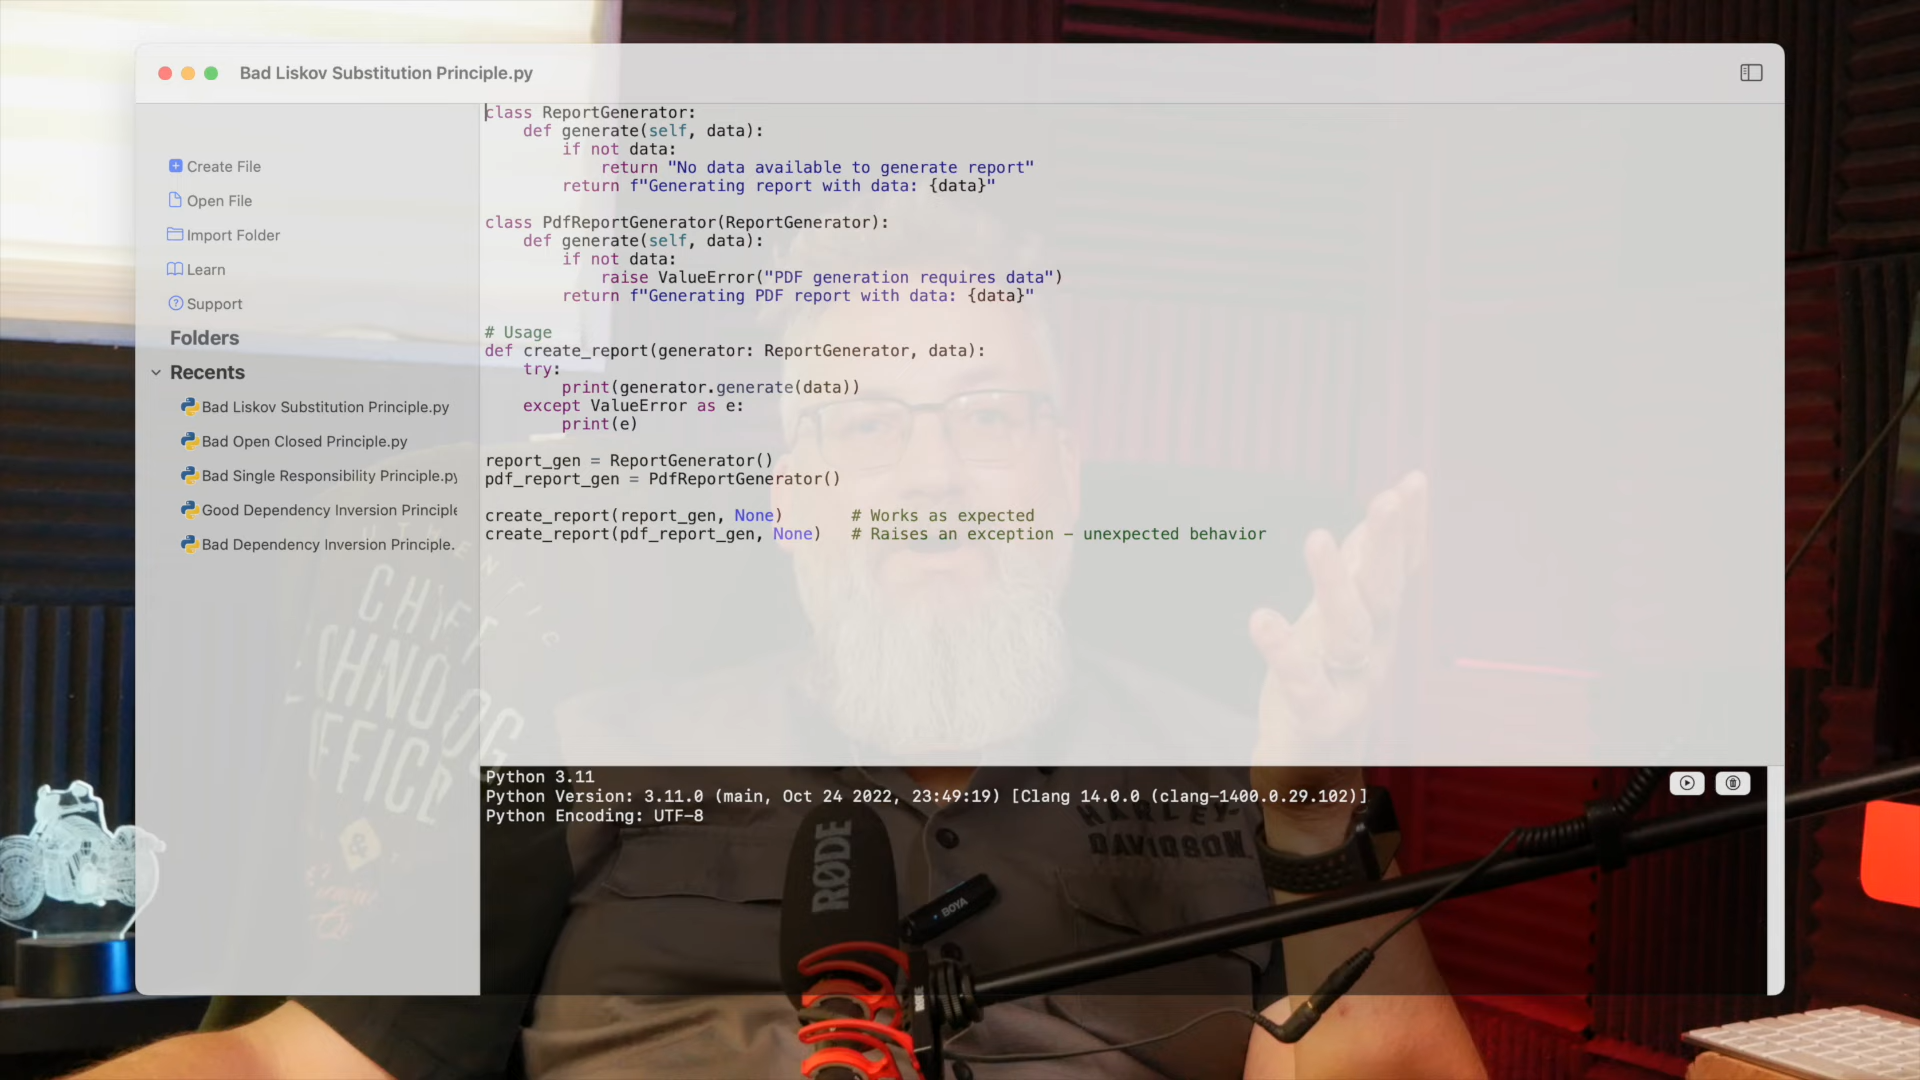 Bad Liskov Substitution Principle.py
Create File
Open File
Import Folder
Learn
Support
Folders
Recents
Bad Liskov Substitution Principle.py
Bad Open Closed Principle.py
Bad Single Responsibility Principle.py
Good Dependency Inversion Principle
Bad Dependency Inversion Principle.
class ReportGenerator:
    def generate(self, data):
        if not data:
            return "No data available to generate report"
        return f"Generating report with data: {data}"
class PdfReportGenerator(ReportGenerator):
    def generate(self, data):
        if not data:
            raise ValueError("PDF generation requires data")
        return f"Generating PDF report with data: {data}"
# Usage
def create_report(generator: ReportGenerator, data):
    try:
        print(generator.generate(data))
    except ValueError as e:
        print(e)
report_gen = ReportGenerator()
pdf_report_gen = PdfReportGenerator()
create_report(report_gen, None)       # Works as expected
create_report(pdf_report_gen, None)   # Raises an exception – unexpected behavior
Python 3.11
Python Version: 3.11.0 (main, Oct 24 2022, 23:49:19) [Clang 14.0.0 (clang-1400.0.29.102)]
Python Encoding: UTF-8
CHIEF
OFFICE
HARLEY-
DAVIDSON
RØDE
BOYA